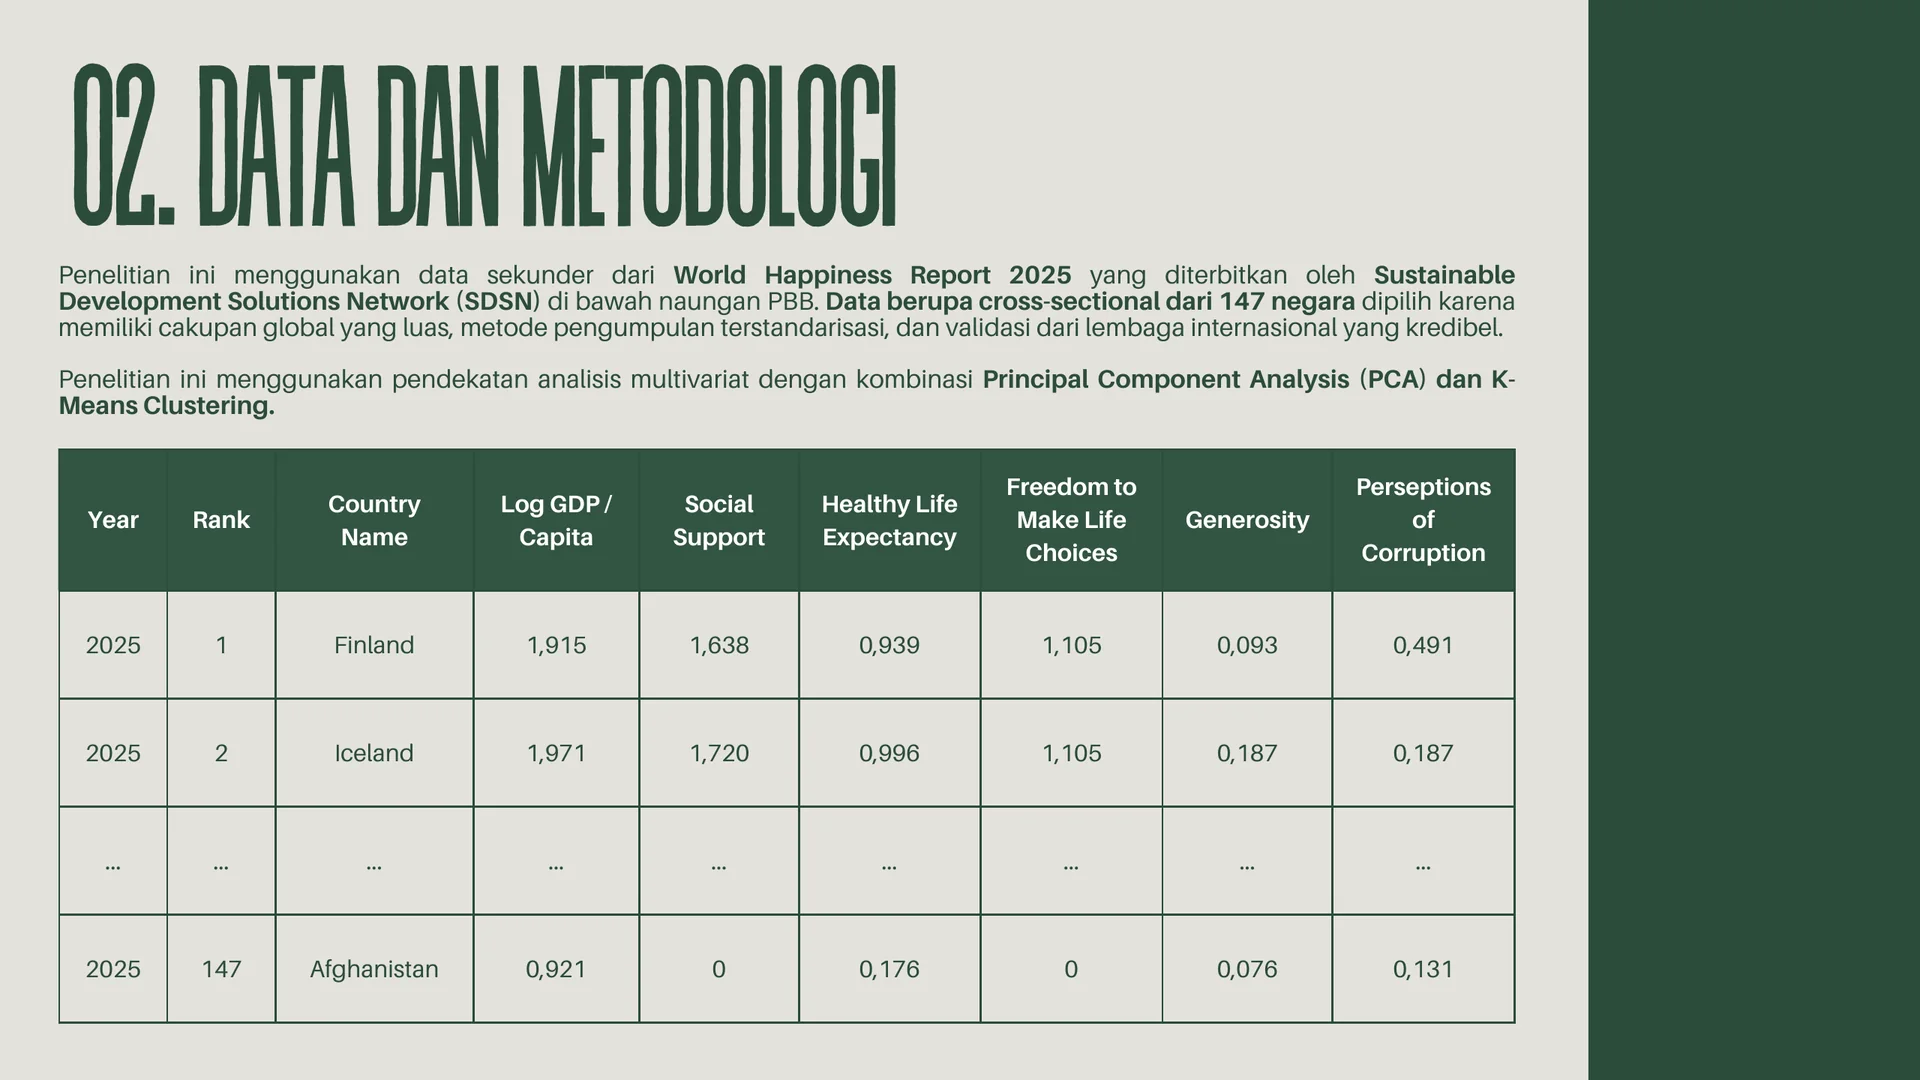 02. DATA DAN METODOLOGI
Penelitian ini menggunakan data sekunder dari World Happiness Report 2025 yang diterbitkan oleh Sustainable
Development Solutions Network (SDSN) di bawah naungan PBB. Data berupa cross-sectional dari 147 negara dipilih karena
memiliki cakupan global yang luas, metode pengumpulan terstandarisasi, dan validasi dari lembaga internasional yang kredibel.
Penelitian ini menggunakan pendekatan analisis multivariat dengan kombinasi Principal Component Analysis (PCA) dan K-
Means Clustering.
Year
Rank
Country
Name
Log GDP /
Capita
Social
Support
Healthy Life
Expectancy
Freedom to
Make Life
Choices
Generosity
Perseptions
of
Corruption
2025 1 Finland 1,915 1,638 0,939 1,105 0,093 0,491
2025 2 Iceland 1,971 1,720 0,996 1,105 0,187 0,187
... ... ... ... ... ... ... ... ...
2025 147 Afghanistan 0,921 0 0,176 0 0,076 0,131